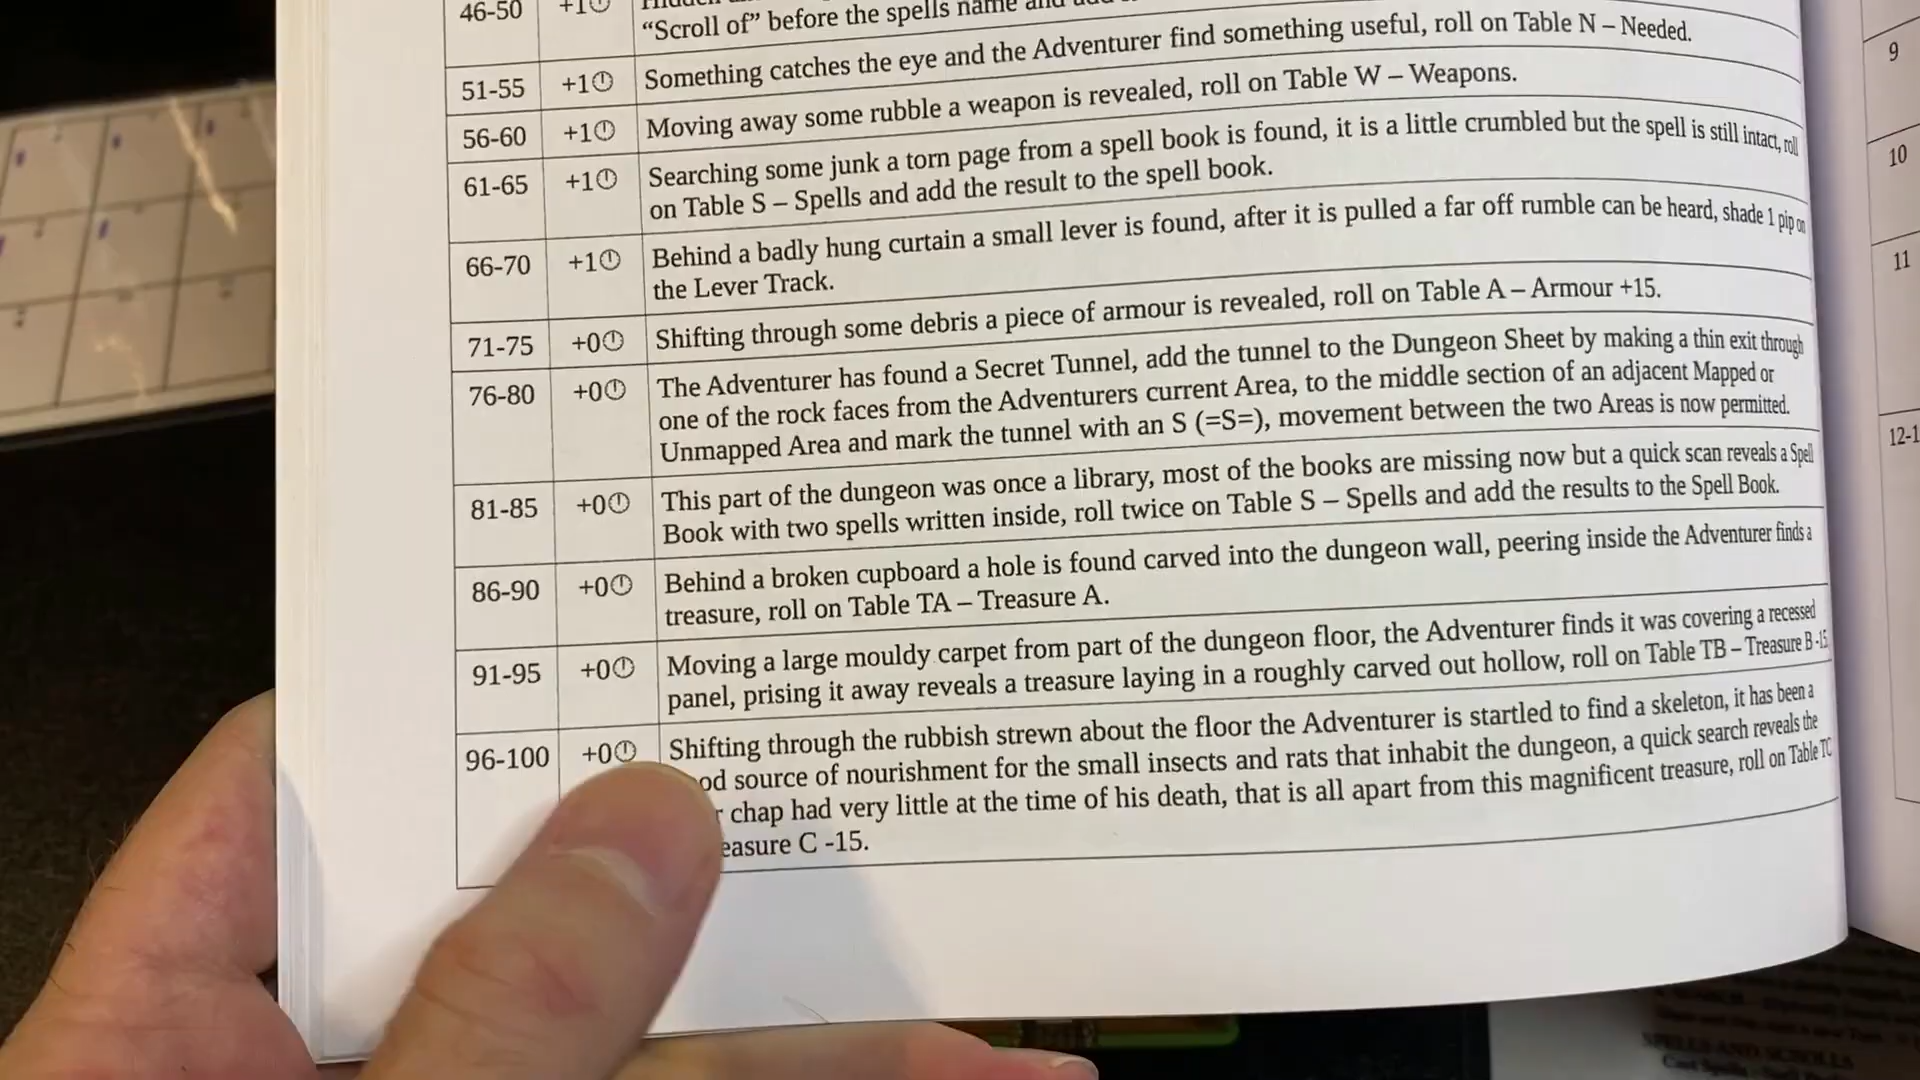 46-50 +1
"Scroll of" before the spells name and
51-55 +1 Something catches the eye and the Adventurer find something useful, roll on Table N – Needed.
56-60 +1 Moving away some rubble a weapon is revealed, roll on Table W – Weapons.
61-65 +1 Searching some junk a torn page from a spell book is found, it is a little crumbled but the spell is still intact, roll
on Table S – Spells and add the result to the spell book.
66-70 +1 Behind a badly hung curtain a small lever is found, after it is pulled a far off rumble can be heard, shade 1 pip on
the Lever Track.
71-75 +0 Shifting through some debris a piece of armour is revealed, roll on Table A – Armour +15.
76-80 +0 The Adventurer has found a Secret Tunnel, add the tunnel to the Dungeon Sheet by making a thin exit through
one of the rock faces from the Adventurers current Area, to the middle section of an adjacent Mapped or
Unmapped Area and mark the tunnel with an S (=S=), movement between the two Areas is now permitted.
81-85 +0 This part of the dungeon was once a library, most of the books are missing now but a quick scan reveals a Spell
Book with two spells written inside, roll twice on Table S – Spells and add the results to the Spell Book.
86-90 +0 Behind a broken cupboard a hole is found carved into the dungeon wall, peering inside the Adventurer finds a
treasure, roll on Table TA – Treasure A.
91-95 +0 Moving a large mouldy carpet from part of the dungeon floor, the Adventurer finds it was covering a recessed
panel, prising it away reveals a treasure laying in a roughly carved out hollow, roll on Table TB – Treasure B -15
96-100 +0 Shifting through the rubbish strewn about the floor the Adventurer is startled to find a skeleton, it has been a
source of nourishment for the small insects and rats that inhabit the dungeon, a quick search reveals the
chap had very little at the time of his death, that is all apart from this magnificent treasure, roll on Table TC
easure C -15.
9
10
11
12-1
SPELLS AND SCROLLS